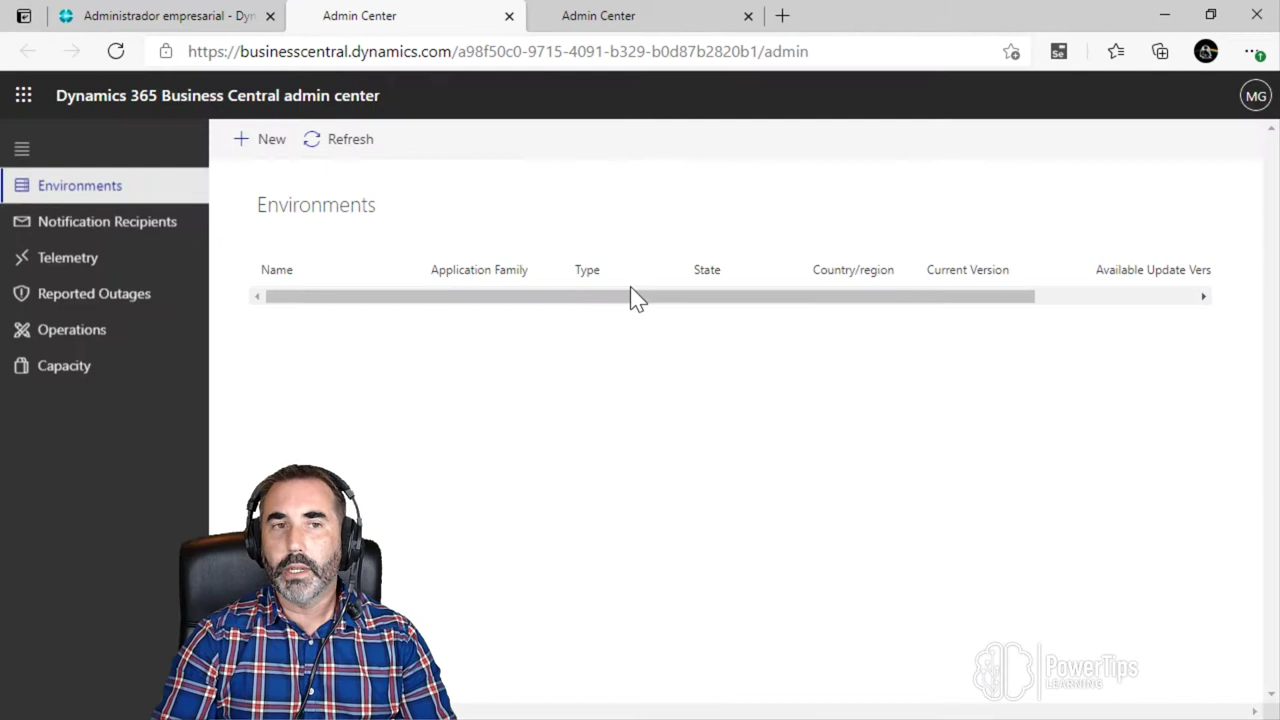 Administrador empresarial - Dyn
Admin Center
Admin Center
https://businesscentral.dynamics.com/a98f50c0-9715-4091-b329-b0d87b2820b1/admin
Se
Dynamics 365 Business Central admin center
MG
New
Refresh
Environments
Notification Recipients
Telemetry
Reported Outages
Operations
Capacity
Environments
Name Application Family Type State Country/region Current Version Available Update Vers
PowerTips
LEARNING